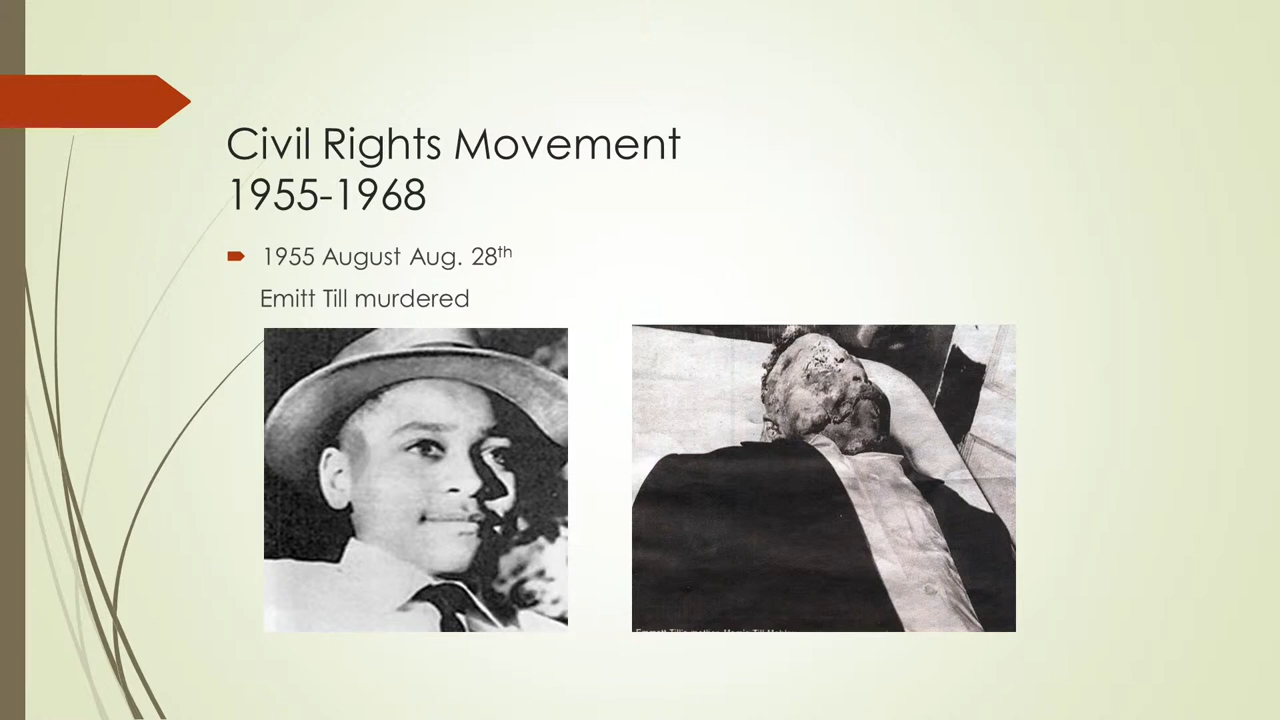 Civil Rights Movement
1955-1968
1955 August Aug. 28th
Emitt Till murdered